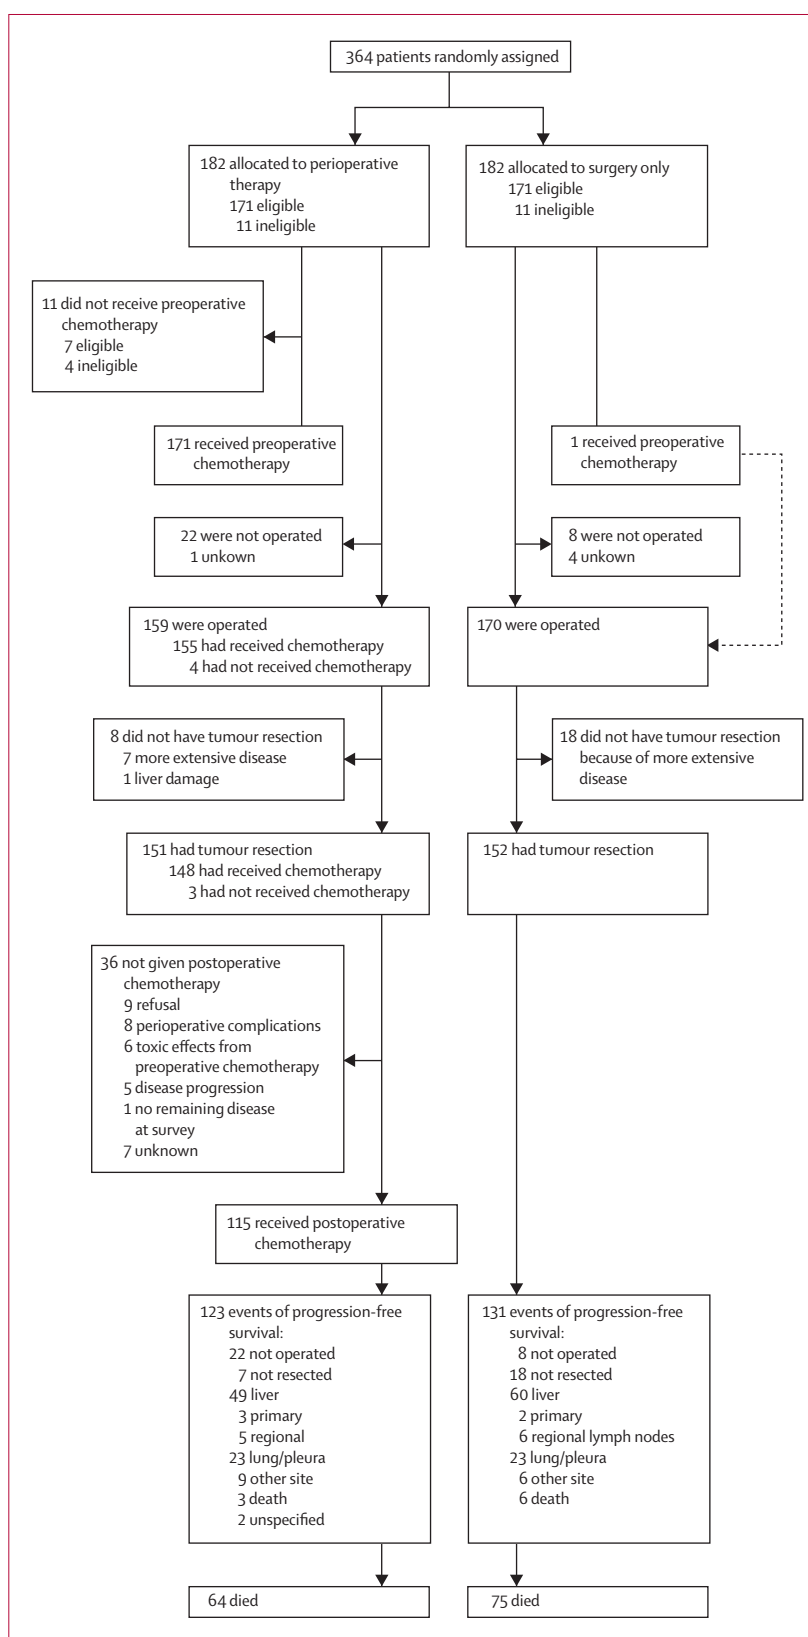 364 patients randomly assigned
182 allocated to perioperative
therapy
171 eligible
11 ineligible
182 allocated to surgery only
171 eligible
11 ineligible
11 did not receive preoperative
chemotherapy
7 eligible
4 ineligible
171 received preoperative
chemotherapy
1 received preoperative
chemotherapy
22 were not operated
1 unkown
8 were not operated
4 unkown
159 were operated
155 had received chemotherapy
4 had not received chemotherapy
170 were operated
8 did not have tumour resection
7 more extensive disease
1 liver damage
18 did not have tumour resection
because of more extensive
disease
151 had tumour resection
148 had received chemotherapy
3 had not received chemotherapy
152 had tumour resection
36 not given postoperative
chemotherapy
9 refusal
8 perioperative complications
6 toxic effects from
preoperative chemotherapy
5 disease progression
1 no remaining disease
at survey
7 unknown
115 received postoperative
chemotherapy
123 events of progression-free
survival:
22 not operated
7 not resected
49 liver
3 primary
5 regional
23 lung/pleura
9 other site
3 death
2 unspecified
131 events of progression-free
survival:
8 not operated
18 not resected
60 liver
2 primary
6 regional lymph nodes
23 lung/pleura
6 other site
6 death
64 died
75 died